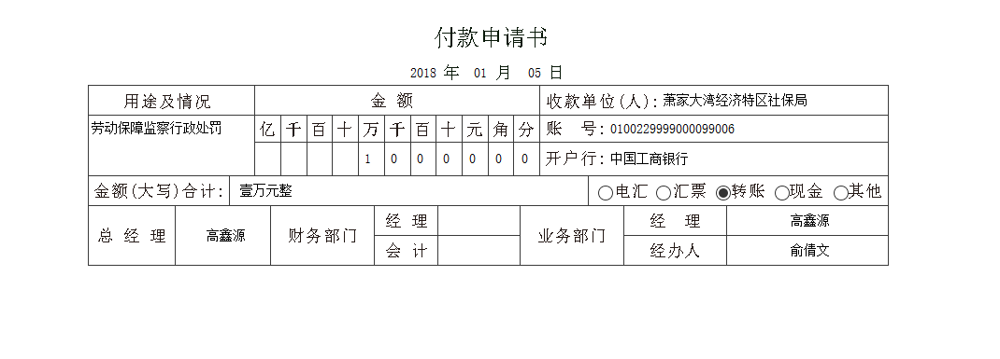 付款申请书
2018 年 01 月 05 日
用途及情况 金 额 收款单位(人): 萧家大湾经济特区社保局
劳动保障监察行政处罚 亿 千 百 十 万 千 百 十 元 角 分 账 号: 0100229999000099006
1 0 0 0 0 0 0 开户行: 中国工商银行
金额(大写)合计: 壹万元整 电汇 汇票 转账 现金 其他
总 经 理 高鑫源 财务部门 经 理 业务部门 经 理 高鑫源
会 计 经办人 俞倩文